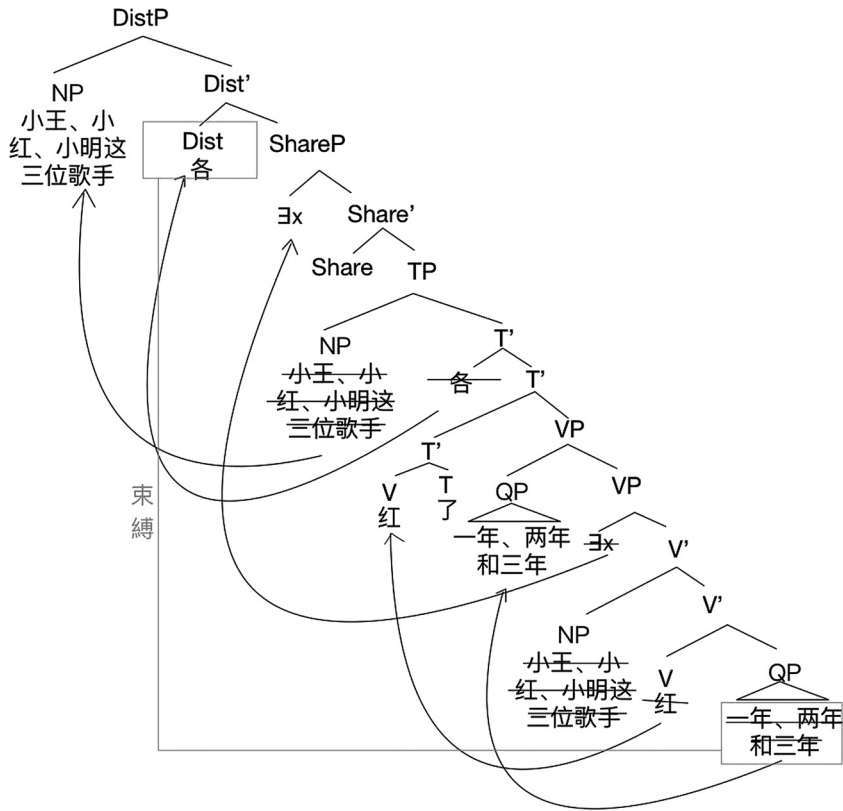 DistP
NP
小王、小
红、小明这
三位歌手
Dist’
Dist
各
ShareP
∃x
Share’
Share
TP
NP
小王、小
红、小明这
三位歌手
T’
各
T’
T’
V
红
T
了
VP
QP
一年、两年
和三年
VP
∃x
V’
NP
小王、小
红、小明这
三位歌手
V’
V
红
QP
一年、两年
和三年
束
縛